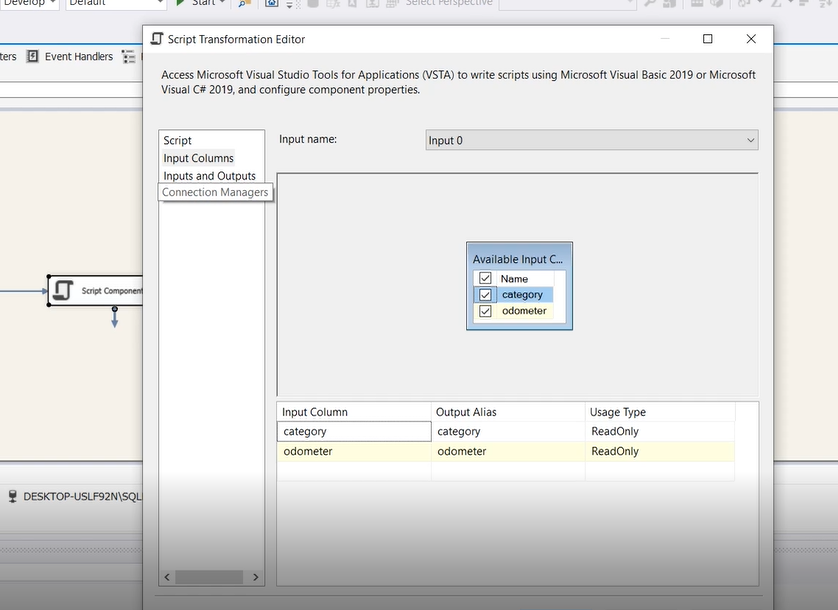 Develop Default Start Select Perspective
Script Transformation Editor
ters Event Handlers
Access Microsoft Visual Studio Tools for Applications (VSTA) to write scripts using Microsoft Visual Basic 2019 or Microsoft
Visual C# 2019, and configure component properties.
Script
Input Columns
Inputs and Outputs
Connection Managers
Input name:
Input 0
Available Input C...
Name
category
odometer
Script Component
Input Column Output Alias Usage Type
category category ReadOnly
odometer odometer ReadOnly
DESKTOP-USLF92N\SQL